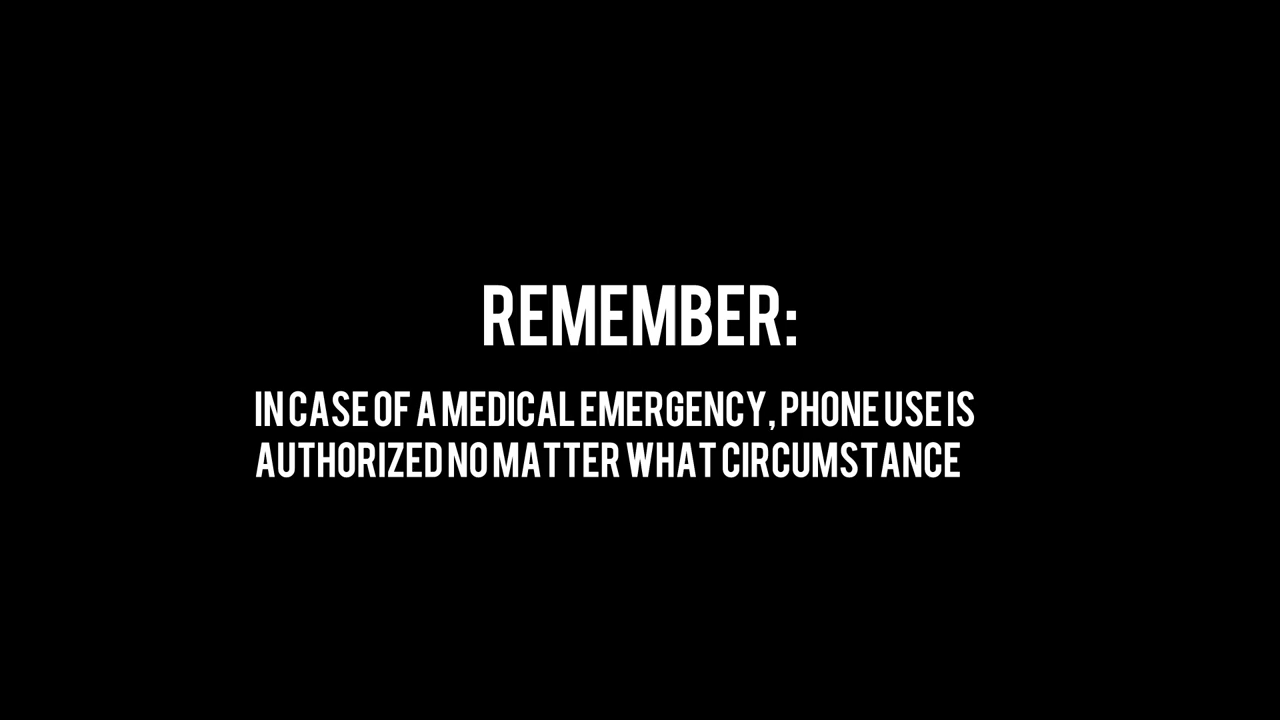 REMEMBER:
IN CASE OF A MEDICAL EMERGENCY, PHONE USE IS
AUTHORIZED NO MATTER WHAT CIRCUMSTANCE